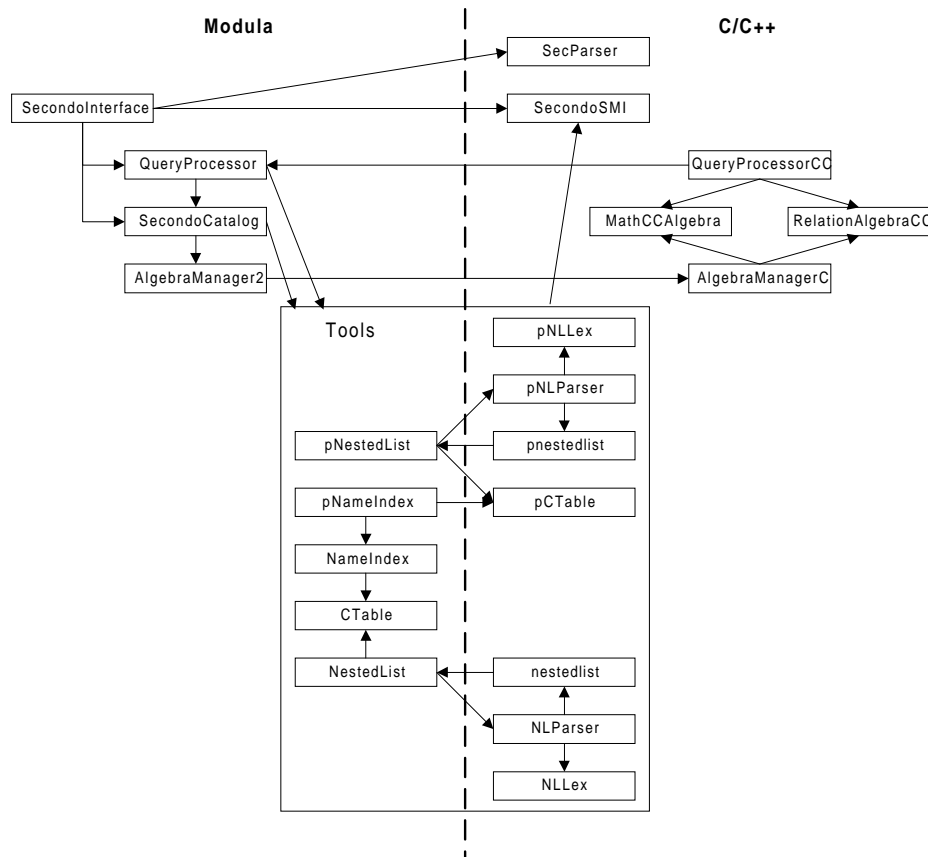 Modula
C/C++
SecParser
SecondoInterface
SecondoSMI
QueryProcessor
QueryProcessorCC
SecondoCatalog
MathCCAlgebra
RelationAlgebraCC
AlgebraManager2
AlgebraManagerC
Tools
pNLLex
pNLParser
pNestedList
pnestedlist
pNameIndex
pCTable
NameIndex
CTable
NestedList
nestedlist
NLParser
NLLex